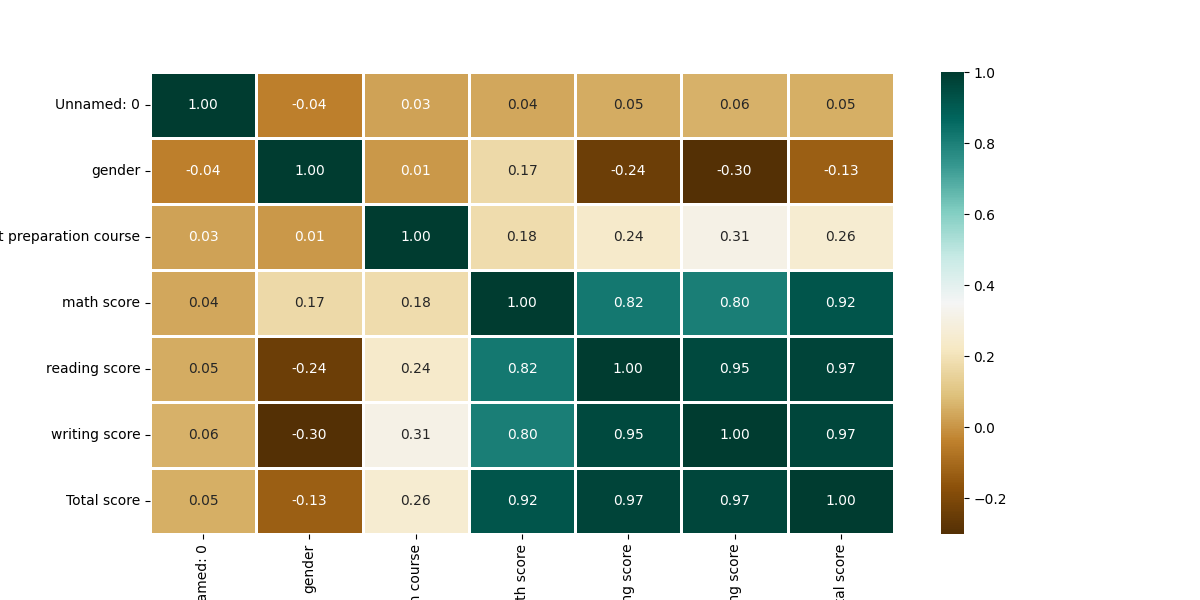 1.0
Unnamed: 0 1.00 -0.04 0.03 0.04 0.05 0.06 0.05
0.8
gender -0.04 1.00 0.01 0.17 -0.24 -0.30 -0.13
0.6
t preparation course 0.03 0.01 1.00 0.18 0.24 0.31 0.26
0.4
math score 0.04 0.17 0.18 1.00 0.82 0.80 0.92
0.2
reading score 0.05 -0.24 0.24 0.82 1.00 0.95 0.97
0.0
writing score 0.06 -0.30 0.31 0.80 0.95 1.00 0.97
−0.2
Total score 0.05 -0.13 0.26 0.92 0.97 0.97 1.00
amed: 0
gender
n course
th score
ng score
ng score
tal score